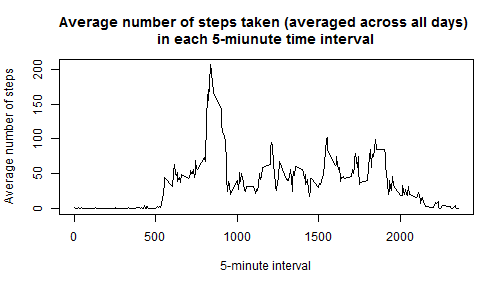 Average number of steps taken (averaged across all days)
in each 5-miunute time interval
Average number of steps
200
150
100
50
0
0
500
1000
1500
2000
5-minute interval